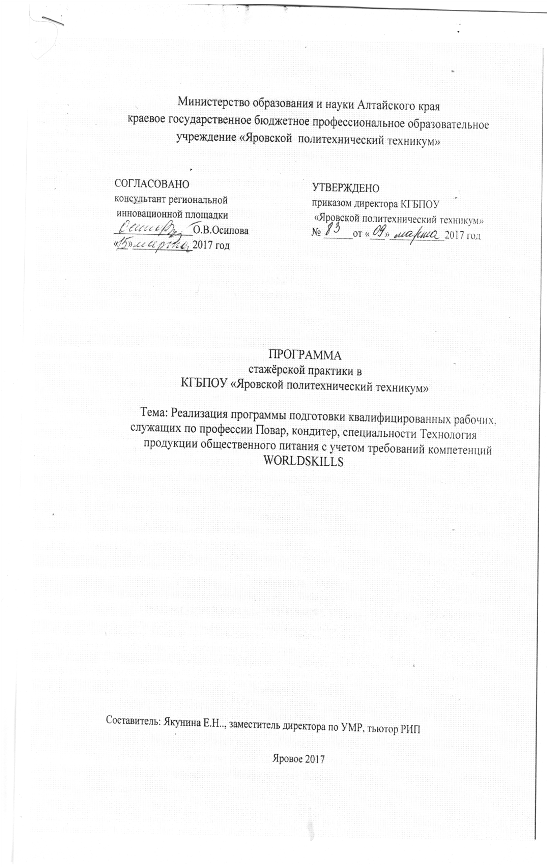 Министерство образования и науки Алтайского края
краевое государственное бюджетное профессиональное образовательное
учреждение «Яровской политехнический техникум»
СОГЛАСОВАНО
консультант региональной
инновационной площадки
О.В.Осипова
«15» марта 2017 год
УТВЕРЖДЕНО
приказом директора КГБПОУ
«Яровской политехнический техникум»
№ 83 от « 09 » марта 2017 год
ПРОГРАММА
стажёрской практики в
КГБПОУ «Яровской политехнический техникум»
Тема: Реализация программы подготовки квалифицированных рабочих.
служащих по профессии Повар, кондитер, специальности Технология
продукции общественного питания с учетом требований компетенций
WORLDSKILLS
Составитель: Якунина Е.Н.., заместитель директора по УМР, тьютор РИП
Яровое 2017